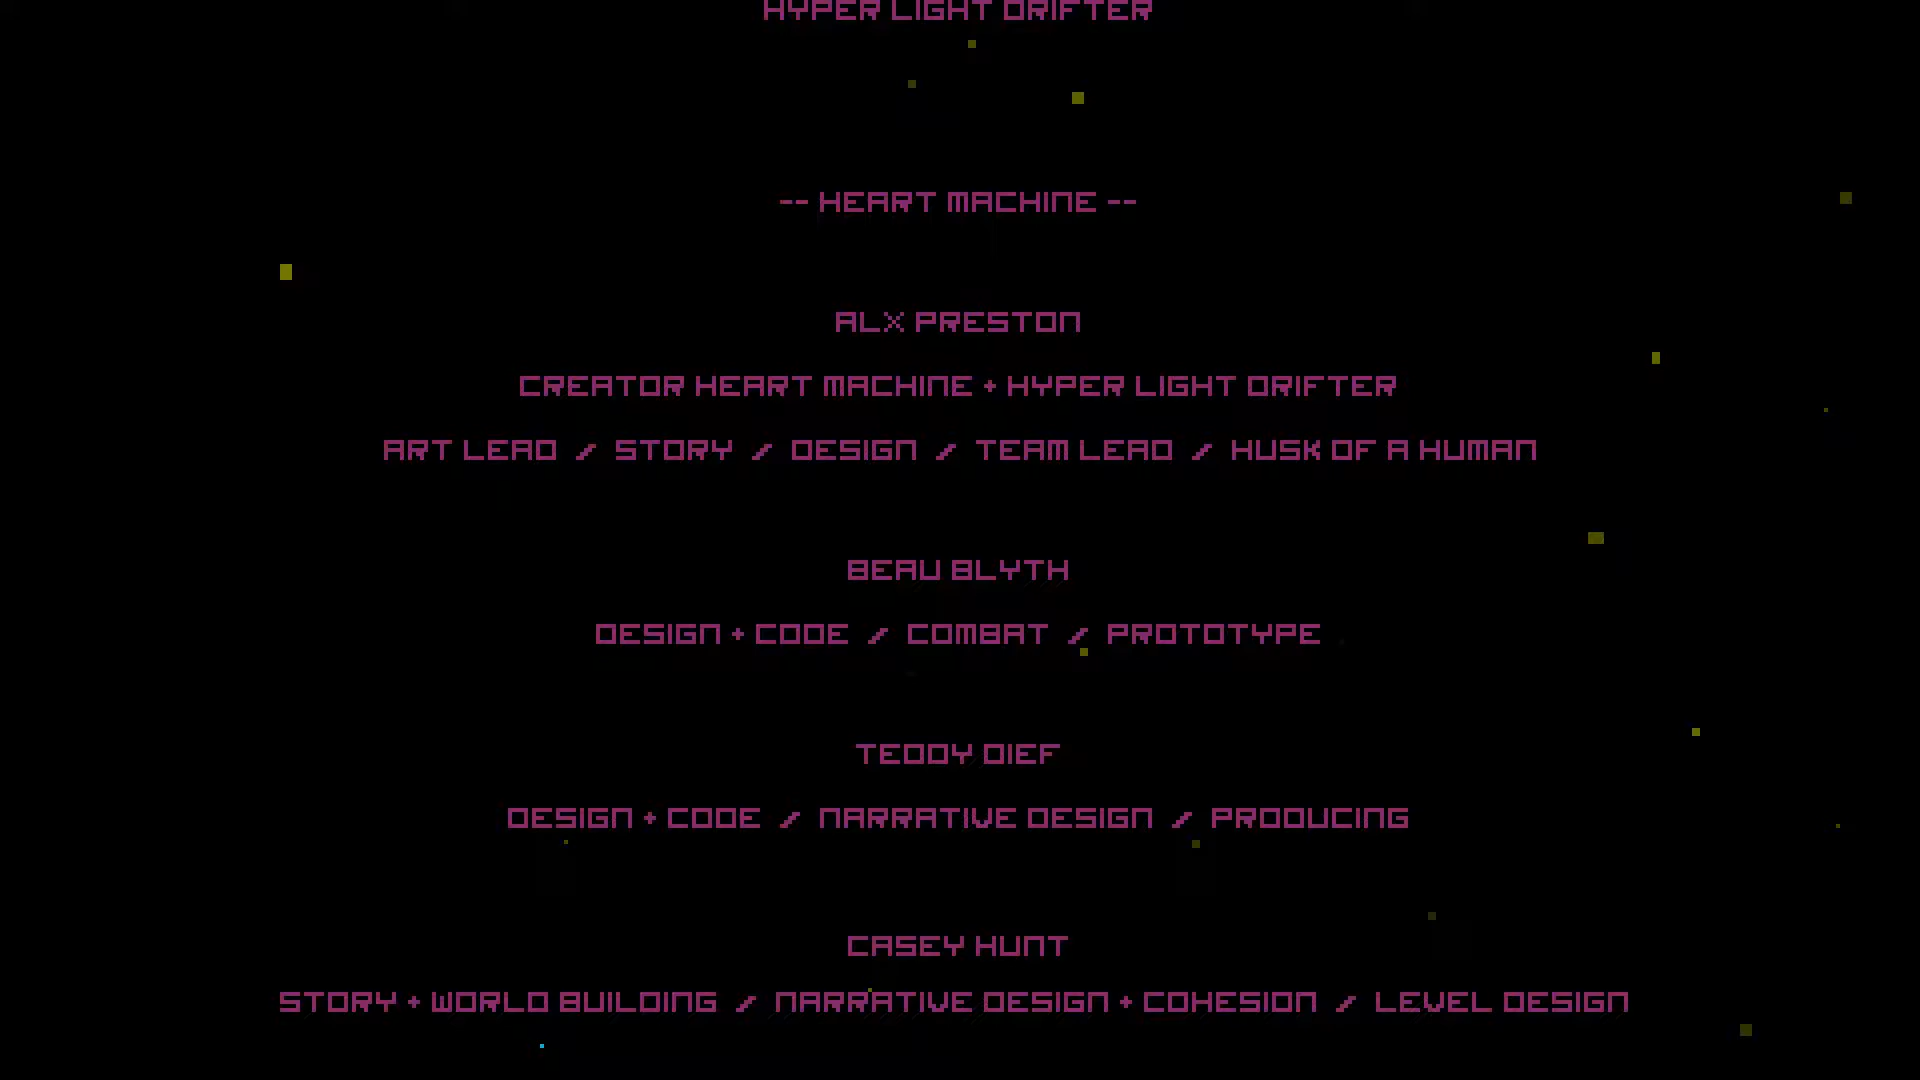 HYPER LIGHT DRIFTER
-- HEART MACHINE --
ALX PRESTON
CREATOR HEART MACHINE + HYPER LIGHT DRIFTER
ART LEAD / STORY / DESIGN / TEAM LEAD / HUSK OF A HUMAN
BEAU BLYTH
DESIGN + CODE / COMBAT / PROTOTYPE
TEDDY DIEF
DESIGN + CODE / NARRATIVE DESIGN / PRODUCING
CASEY HUNT
STORY + WORLD BUILDING / NARRATIVE DESIGN + COHESION / LEVEL DESIGN